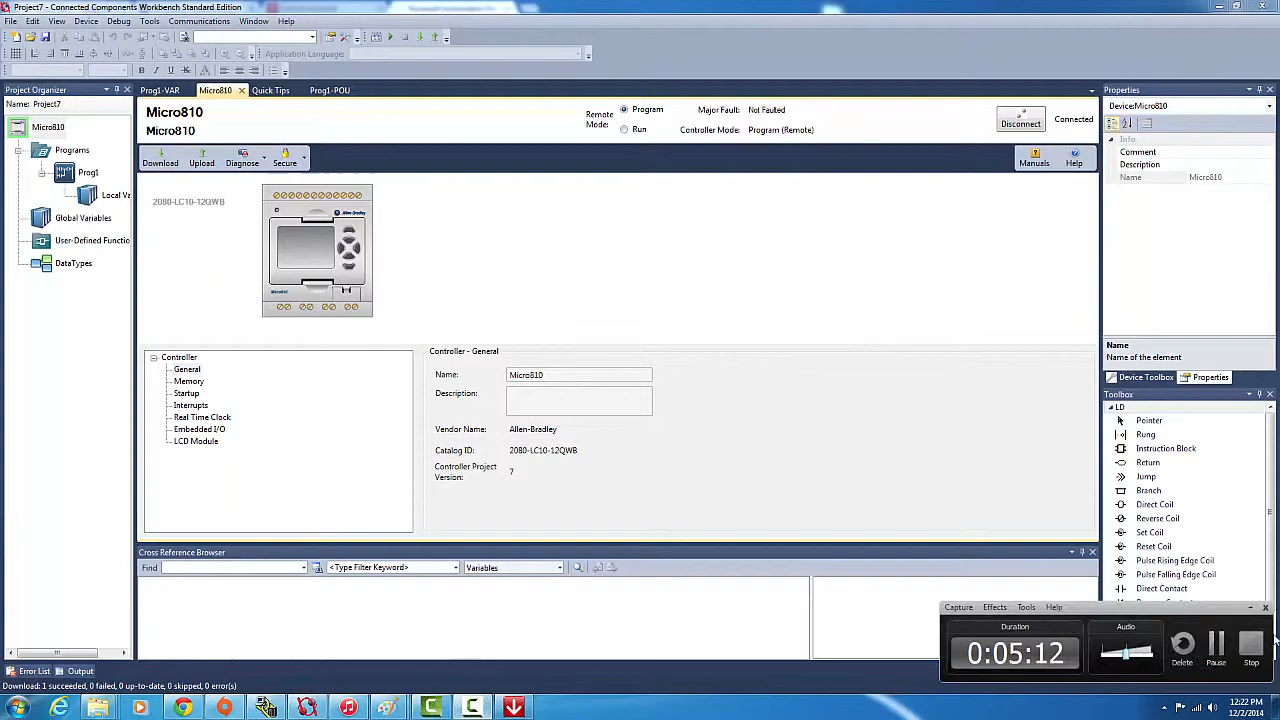 Project7 - Connected Components Workbench Standard Edition
File Edit View Device Debug Tools Communications Window Help
Application Language:
Project Organizer
Name: Project7
Micro810
Programs
Prog1
Local Va
Global Variables
User-Defined Functio
DataTypes
Prog1-VAR Micro810 Quick Tips Prog1-POU
Micro810
Micro810
Remote Mode: Program Run
Major Fault: Not Faulted
Controller Mode: Program (Remote)
Disconnect Connected
Download Upload Diagnose Secure Manuals Help
2080-LC10-12QWB
Allen-Bradley
Micro810
Controller
General
Memory
Startup
Interrupts
Real Time Clock
Embedded I/O
LCD Module
Controller - General
Name: Micro810
Description:
Vendor Name: Allen-Bradley
Catalog ID: 2080-LC10-12QWB
Controller Project Version: 7
Cross Reference Browser
Find <Type Filter Keyword> Variables
Properties
Device:Micro810
Info
Comment
Description
Name Micro810
Name
Name of the element
Device Toolbox Properties
Toolbox
LD
Pointer
Rung
Instruction Block
Return
Jump
Branch
Direct Coil
Reverse Coil
Set Coil
Reset Coil
Pulse Rising Edge Coil
Pulse Falling Edge Coil
Direct Contact
Capture Effects Tools Help
Duration Audio
0:05:12
Delete Pause Stop
Error List Output
Download: 1 succeeded, 0 failed, 0 up-to-date, 0 skipped, 0 error(s)
12:22 PM
12/2/2014